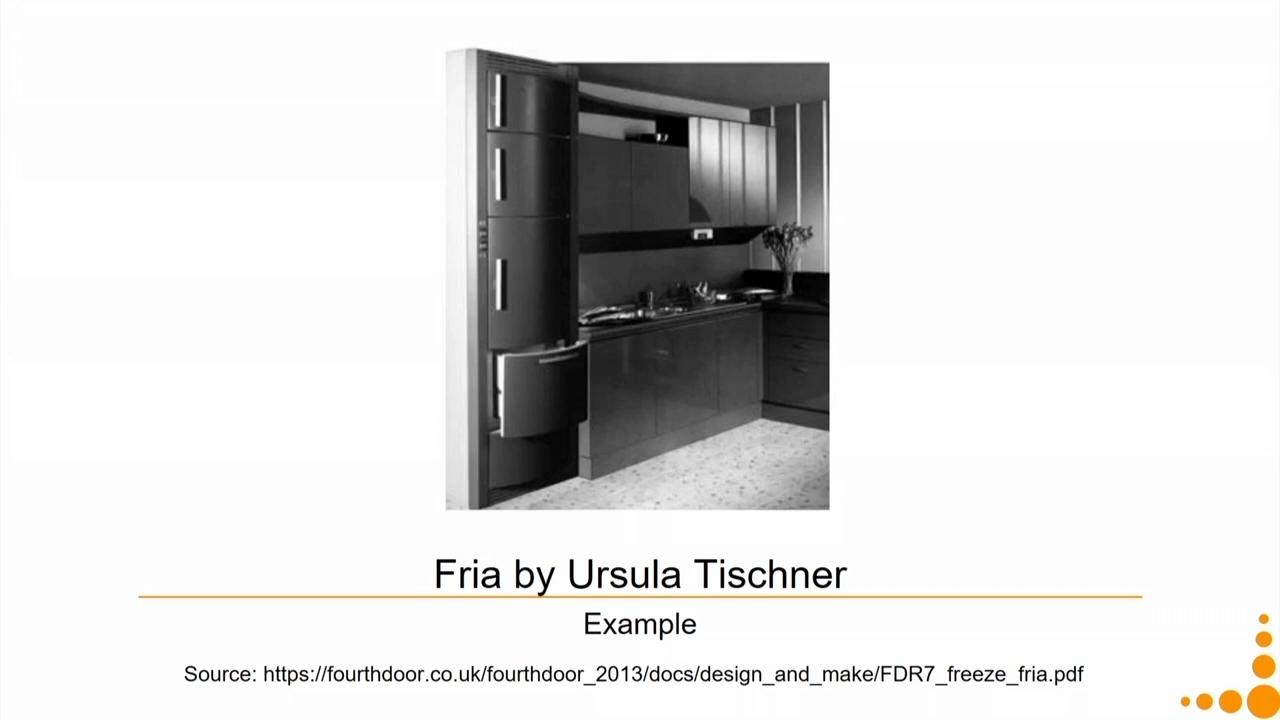 Fria by Ursula Tischner
Example
Source: https://fourthdoor.co.uk/fourthdoor_2013/docs/design_and_make/FDR7_freeze_fria.pdf